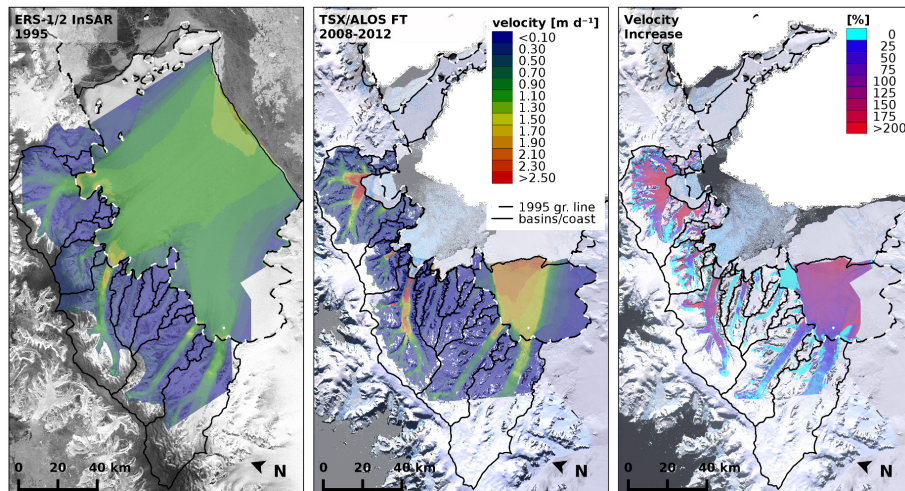 ERS-1/2 InSAR
1995
0 20 40 km
N
TSX/ALOS FT
2008-2012
velocity [m d⁻¹]
<0.10
0.30
0.50
0.70
0.90
1.10
1.30
1.50
1.70
1.90
2.10
2.30
>2.50
1995 gr. line
basins/coast
0 20 40 km
N
Velocity
Increase
[%]
0
25
50
75
100
125
150
175
>200
0 20 40 km
N